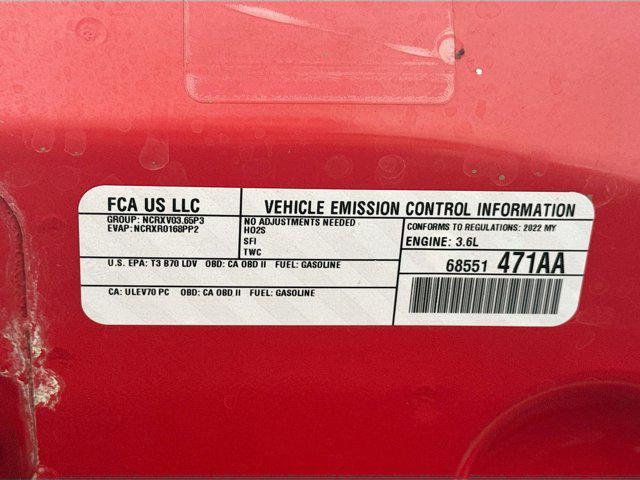 FCA US LLC
GROUP: NCRXV03.65P3
EVAP: NCRXR0168PP2
VEHICLE EMISSION CONTROL INFORMATION
NO ADJUSTMENTS NEEDED
HO2S
SFI
TWC
CONFORMS TO REGULATIONS: 2022 MY
ENGINE: 3.6L
U.S. EPA: T3 B70 LDV OBD: CA OBD II FUEL: GASOLINE
68551 471AA
CA: ULEV70 PC OBD: CA OBD II FUEL: GASOLINE